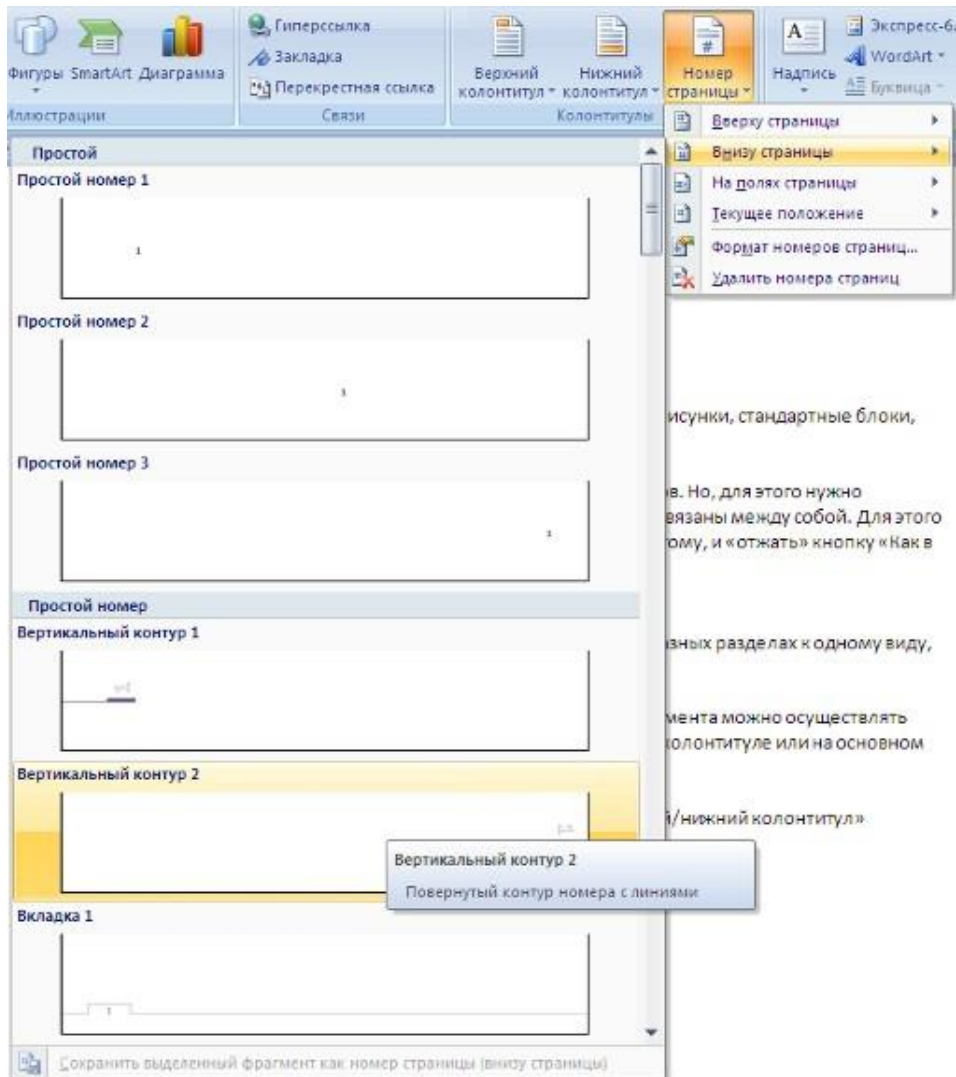 Фигуры SmartArt Диаграмма
Иллюстрации
Гиперссылка
Закладка
Перекрестная ссылка
Связи
Верхний колонтитул
Нижний колонтитул
Номер страницы
Колонтитулы
Надпись
Экспресс-б
WordArt
Буквица
Вверху страницы
Внизу страницы
На полях страницы
Текущее положение
Формат номеров страниц...
Удалить номера страниц
Простой
Простой номер 1
1
Простой номер 2
1
Простой номер 3
1
Простой номер
Вертикальный контур 1
Вертикальный контур 2
Вертикальный контур 2
Повернутый контур номера с линиями
Вкладка 1
1
Сохранить выделенный фрагмент как номер страницы (внизу страницы)
исунки, стандартные блоки,
в. Но, для этого нужно
вязаны между собой. Для этого
ому, и «отжать» кнопку «Как в
зных разделах к одному виду,
мента можно осуществлять
олонтитуле или на основном
й/нижний колонтитул»